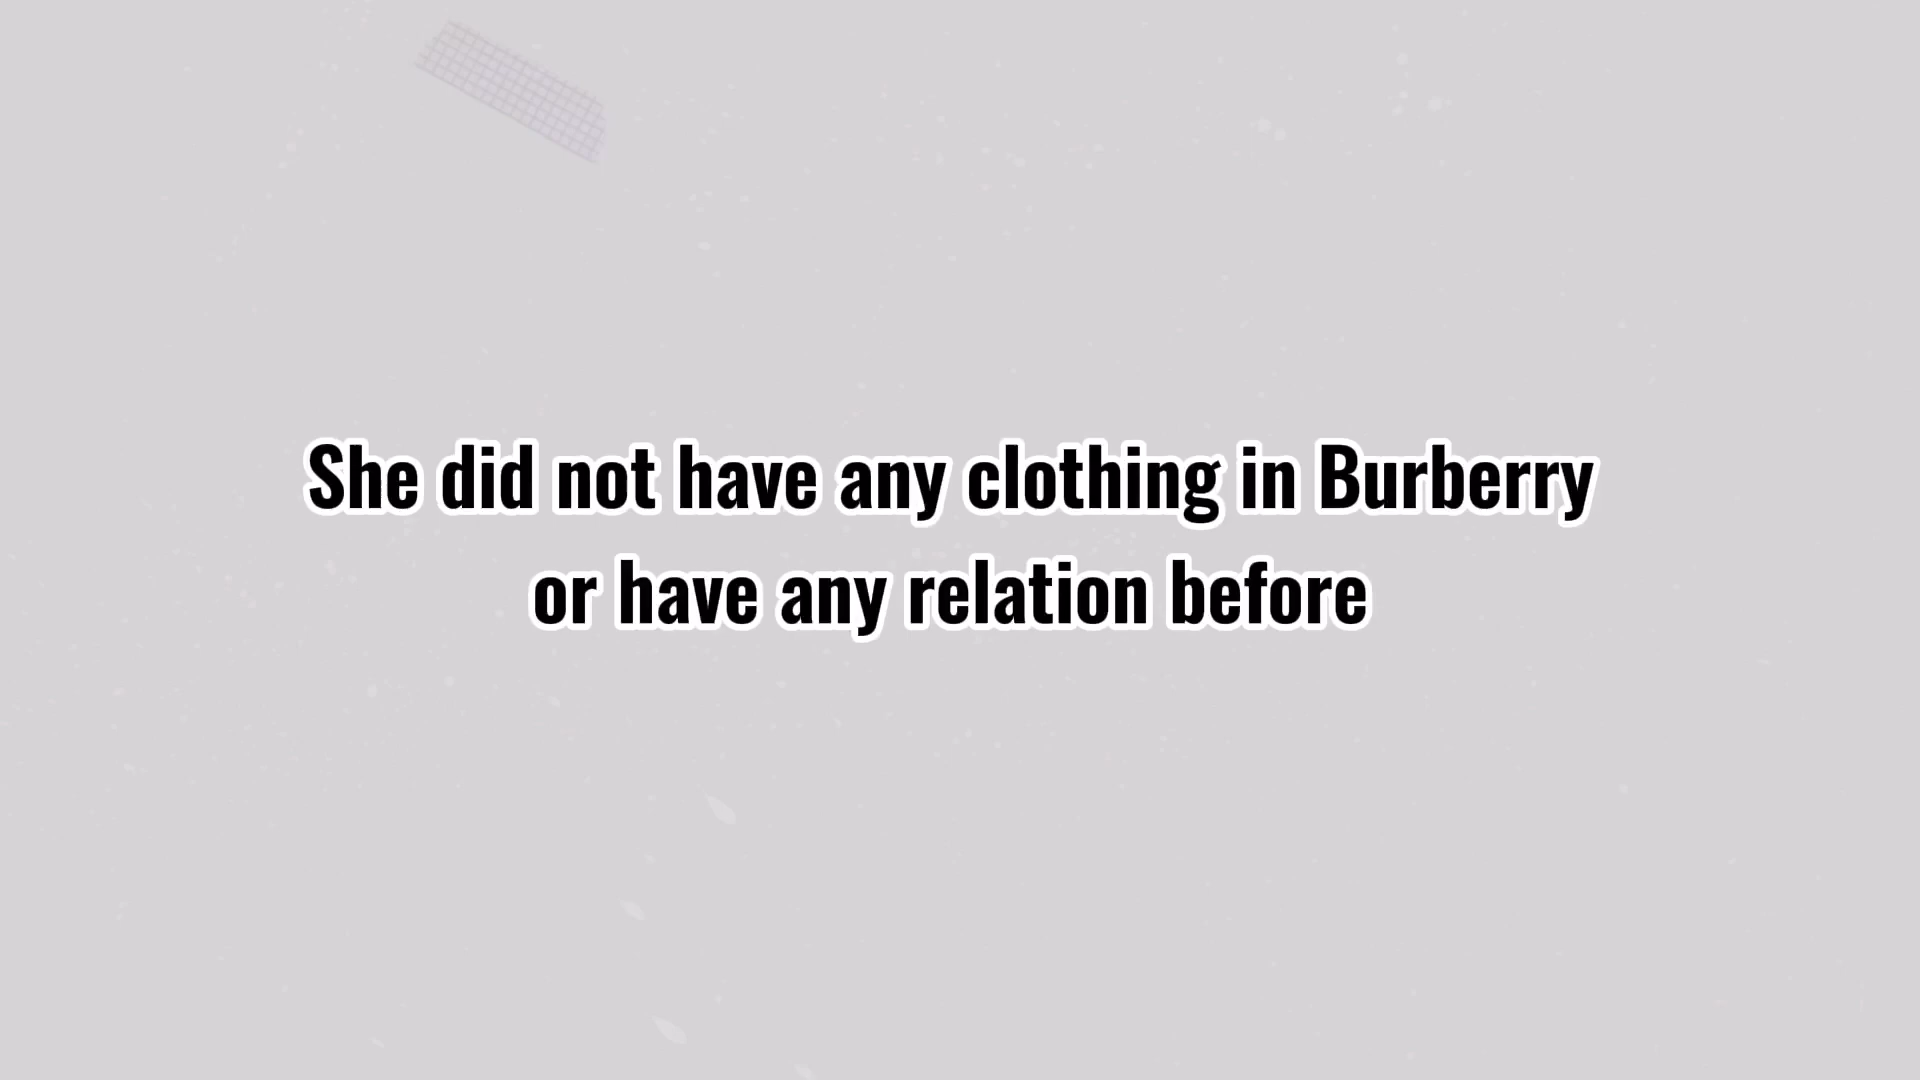 She did not have any clothing in Burberry
or have any relation before